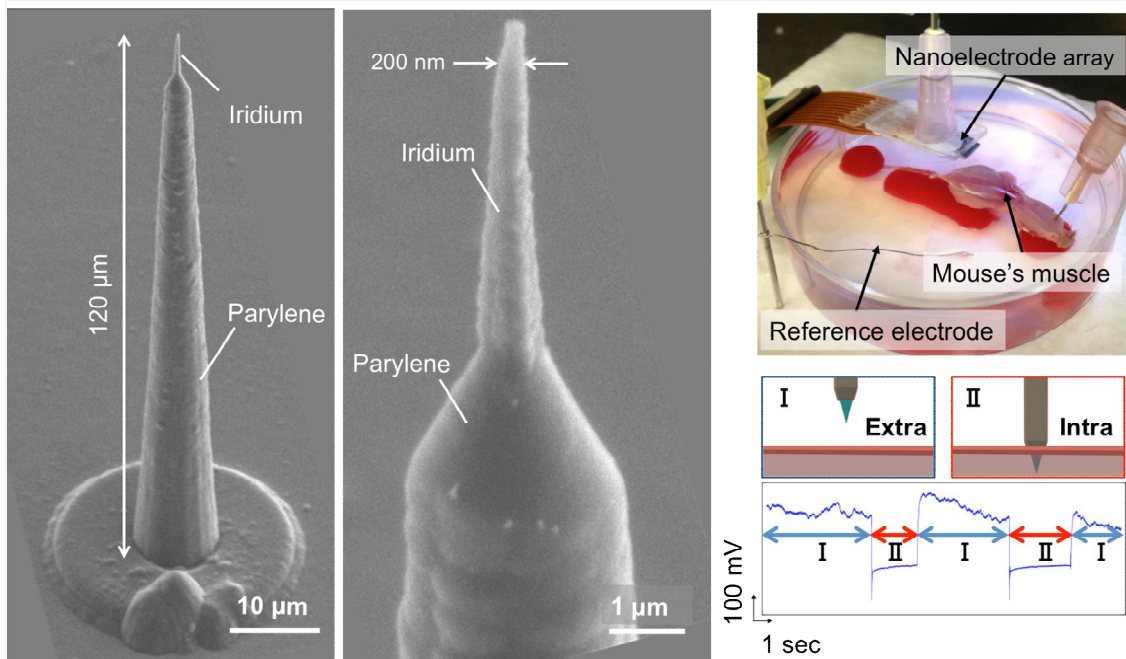 120 µm
Iridium
Parylene
10 µm
200 nm
Iridium
Parylene
1 µm
Nanoelectrode array
Mouse's muscle
Reference electrode
I
Extra
II
Intra
I
II
I
II
I
100 mV
1 sec